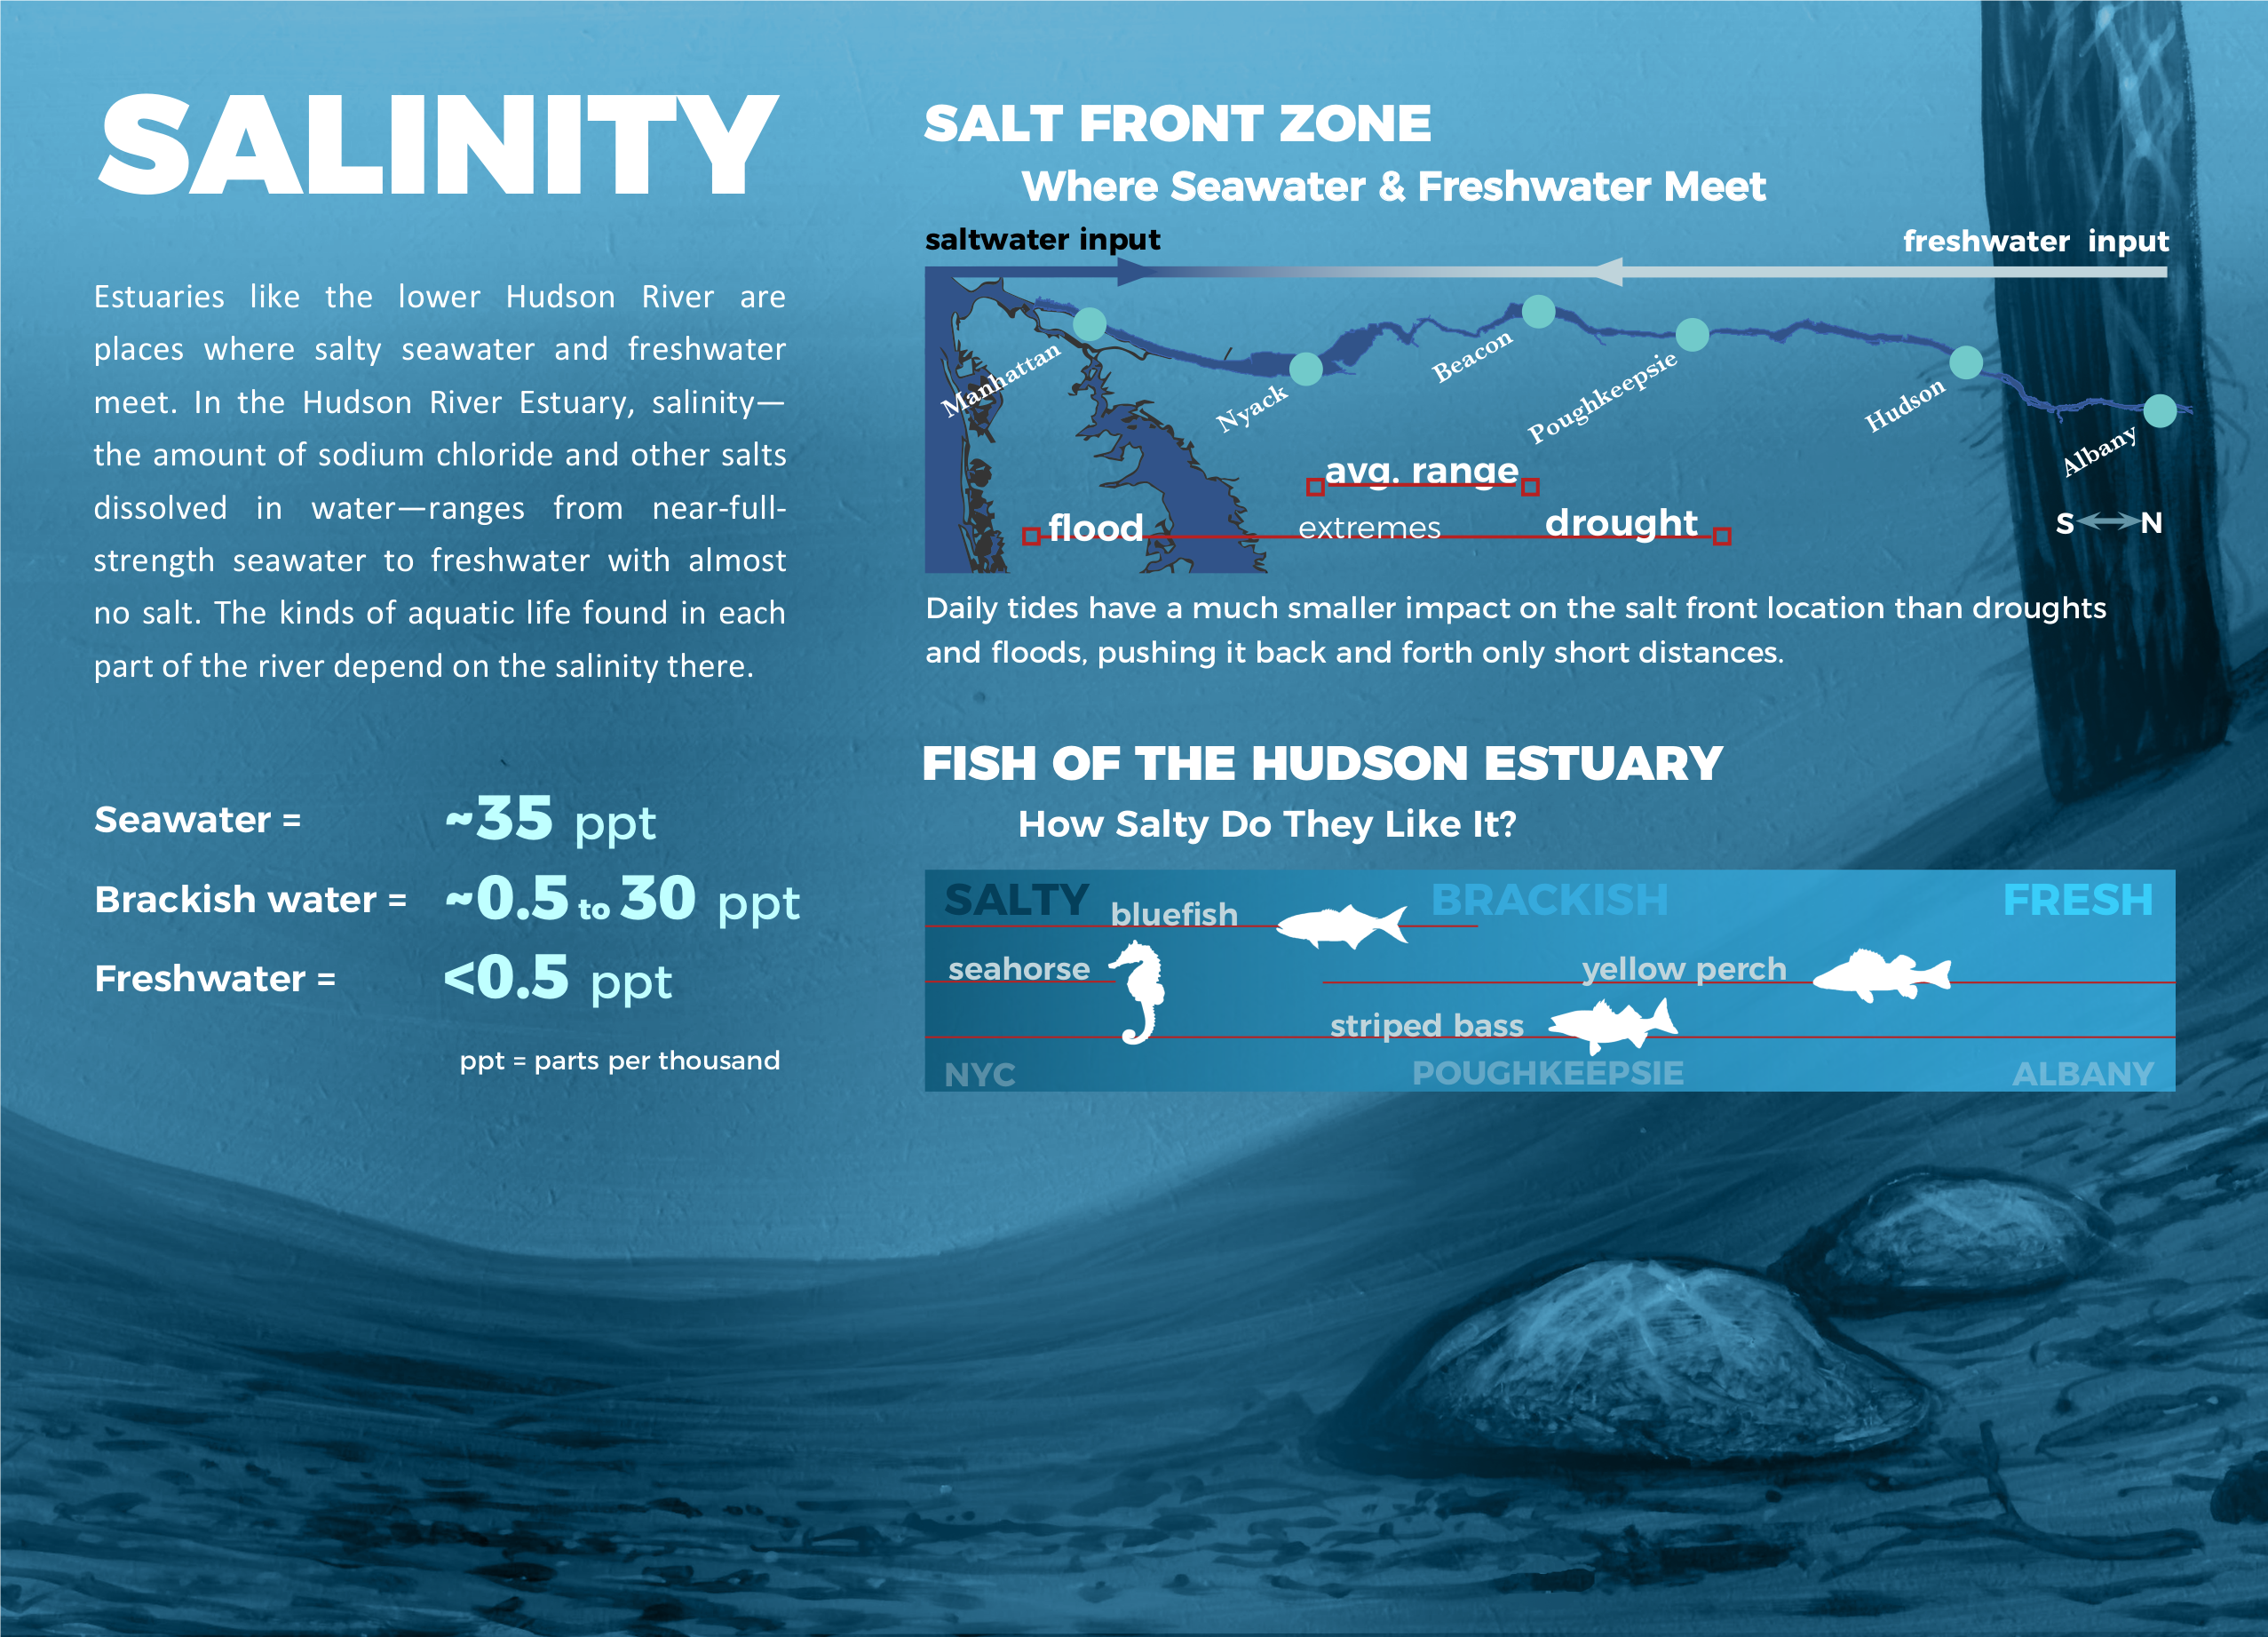 SALINITY
Estuaries like the lower Hudson River are
places where salty seawater and freshwater
meet. In the Hudson River Estuary, salinity—
the amount of sodium chloride and other salts
dissolved in water—ranges from near-full-
strength seawater to freshwater with almost
no salt. The kinds of aquatic life found in each
part of the river depend on the salinity there.
Seawater = ~35 ppt
Brackish water = ~0.5 to 30 ppt
Freshwater = <0.5 ppt
ppt = parts per thousand
SALT FRONT ZONE
Where Seawater & Freshwater Meet
saltwater input
freshwater input
Manhattan
Nyack
Beacon
Poughkeepsie
Hudson
Albany
avg. range
flood extremes drought
S N
Daily tides have a much smaller impact on the salt front location than droughts
and floods, pushing it back and forth only short distances.
FISH OF THE HUDSON ESTUARY
How Salty Do They Like It?
SALTY BRACKISH FRESH
bluefish
seahorse yellow perch
striped bass
NYC POUGHKEEPSIE ALBANY